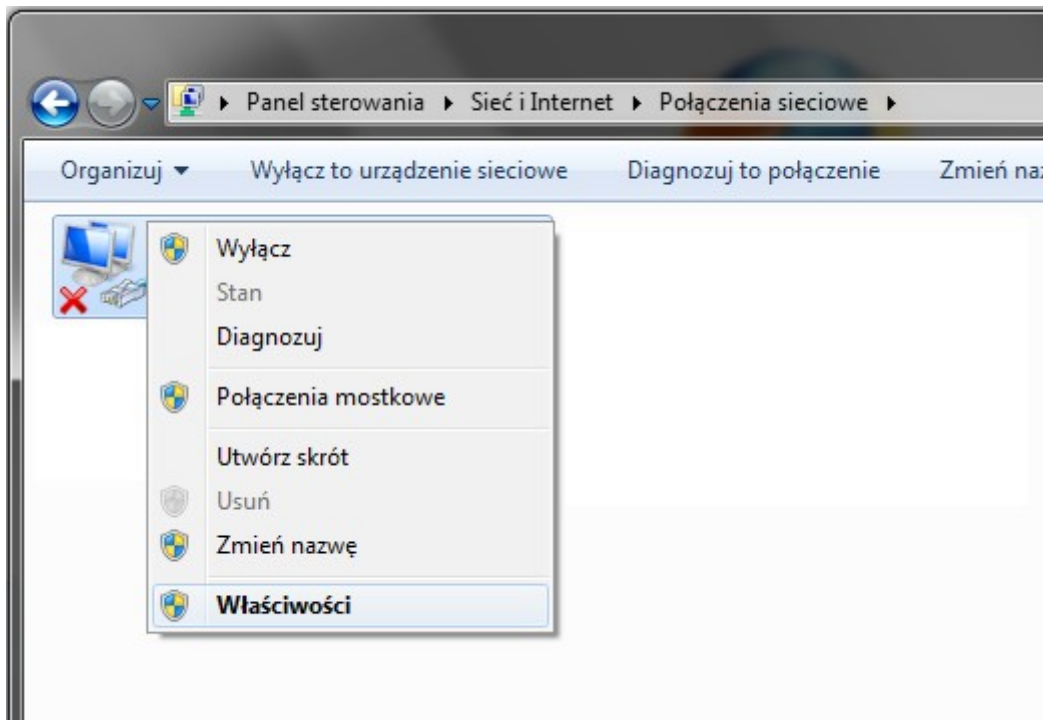 Panel sterowania Sieć i Internet Połączenia sieciowe
Organizuj Wyłącz to urządzenie sieciowe Diagnozuj to połączenie Zmień
Wyłącz
Stan
Diagnozuj
Połączenia mostkowe
Utwórz skrót
Usuń
Zmień nazwę
Właściwości